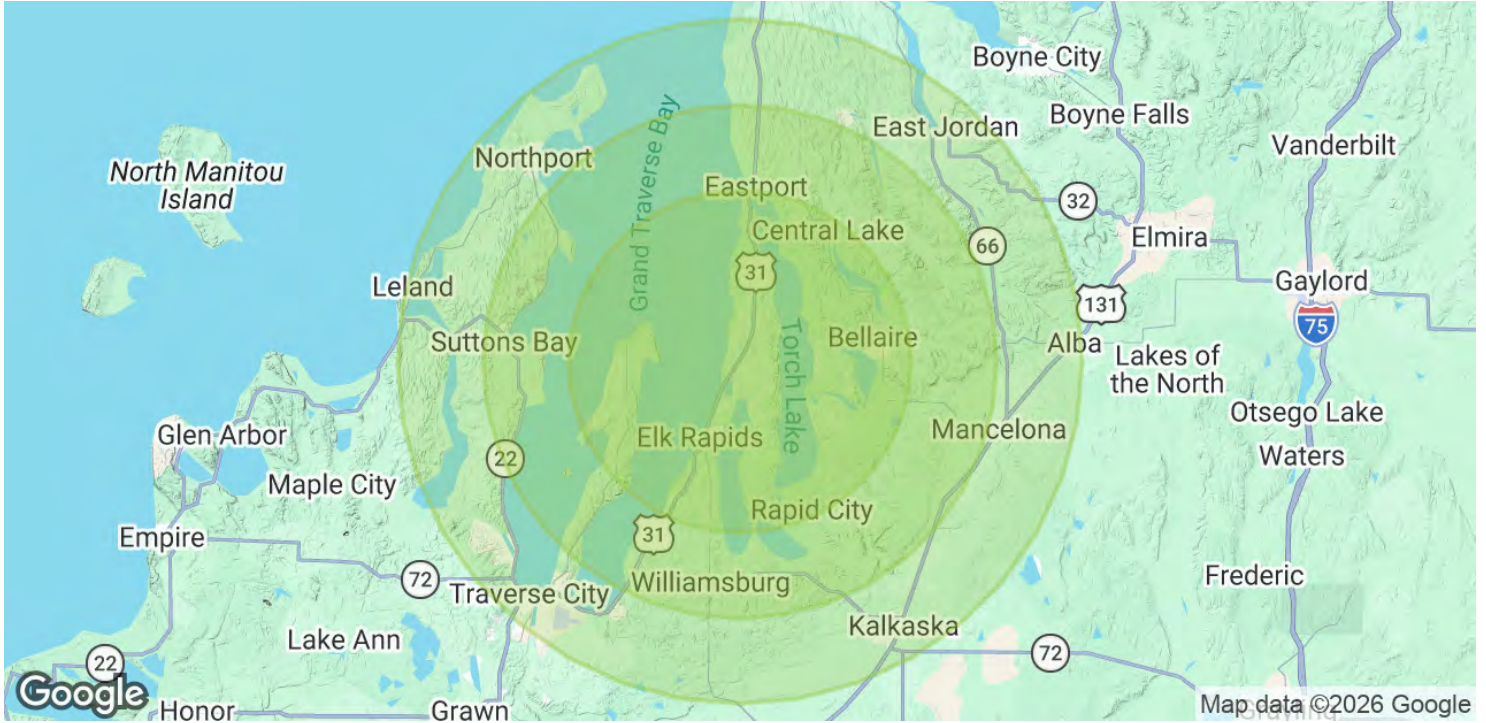 Boyne City
Boyne Falls
East Jordan
Vanderbilt
Northport
North Manitou
Island
Eastport
32
Grand Traverse Bay
Central Lake
Elmira
66
31
Leland
Gaylord
131
75
Suttons Bay
Torch Lake
Bellaire
Alba
Lakes of
the North
Otsego Lake
Glen Arbor
Elk Rapids
Mancelona
22
Waters
Maple City
Rapid City
Empire
31
72
Williamsburg
Frederic
Traverse City
Lake Ann
Kalkaska
72
22
Google
Honor
Grawn
Map data ©2026 Google